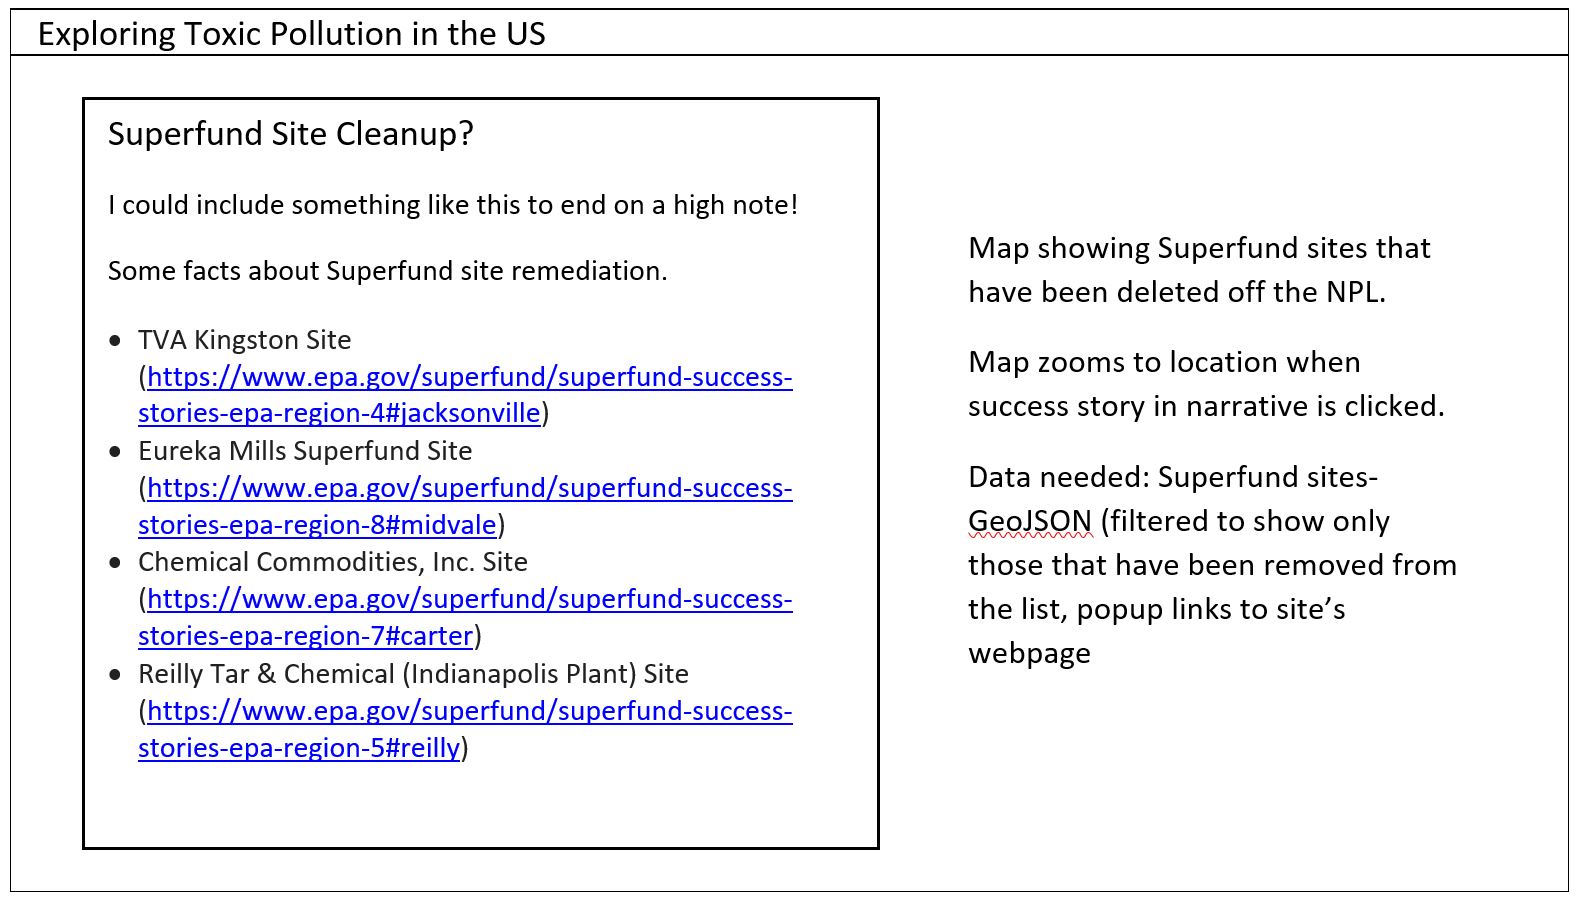 Exploring Toxic Pollution in the US
Superfund Site Cleanup?
I could include something like this to end on a high note!
Some facts about Superfund site remediation.
• TVA Kingston Site
(https://www.epa.gov/superfund/superfund-success-
stories-epa-region-4#jacksonville)
• Eureka Mills Superfund Site
(https://www.epa.gov/superfund/superfund-success-
stories-epa-region-8#midvale)
• Chemical Commodities, Inc. Site
(https://www.epa.gov/superfund/superfund-success-
stories-epa-region-7#carter)
• Reilly Tar & Chemical (Indianapolis Plant) Site
(https://www.epa.gov/superfund/superfund-success-
stories-epa-region-5#reilly)
Map showing Superfund sites that
have been deleted off the NPL.
Map zooms to location when
success story in narrative is clicked.
Data needed: Superfund sites-
GeoJSON (filtered to show only
those that have been removed from
the list, popup links to site’s
webpage